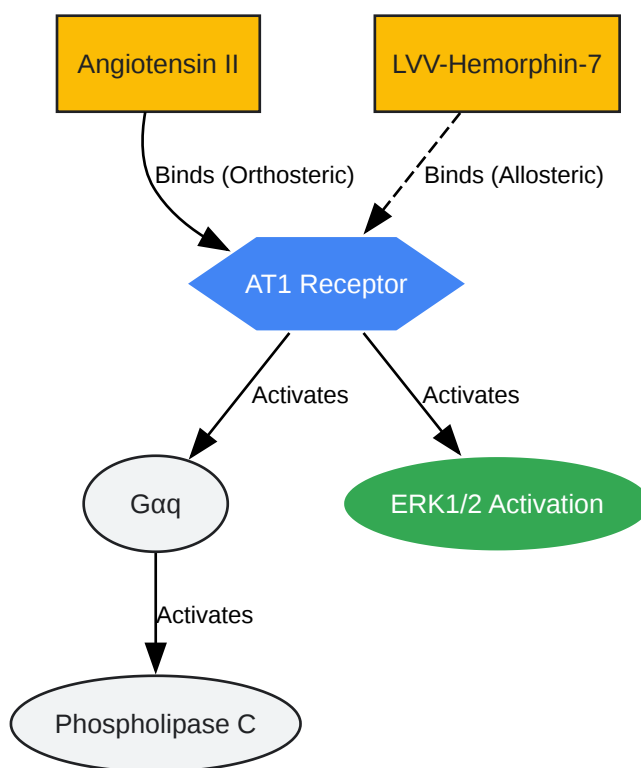 Angiotensin II
LVV-Hemorphin-7
Binds (Orthosteric)
Binds (Allosteric)
AT1 Receptor
Activates
Activates
Gαq
ERK1/2 Activation
Activates
Phospholipase C